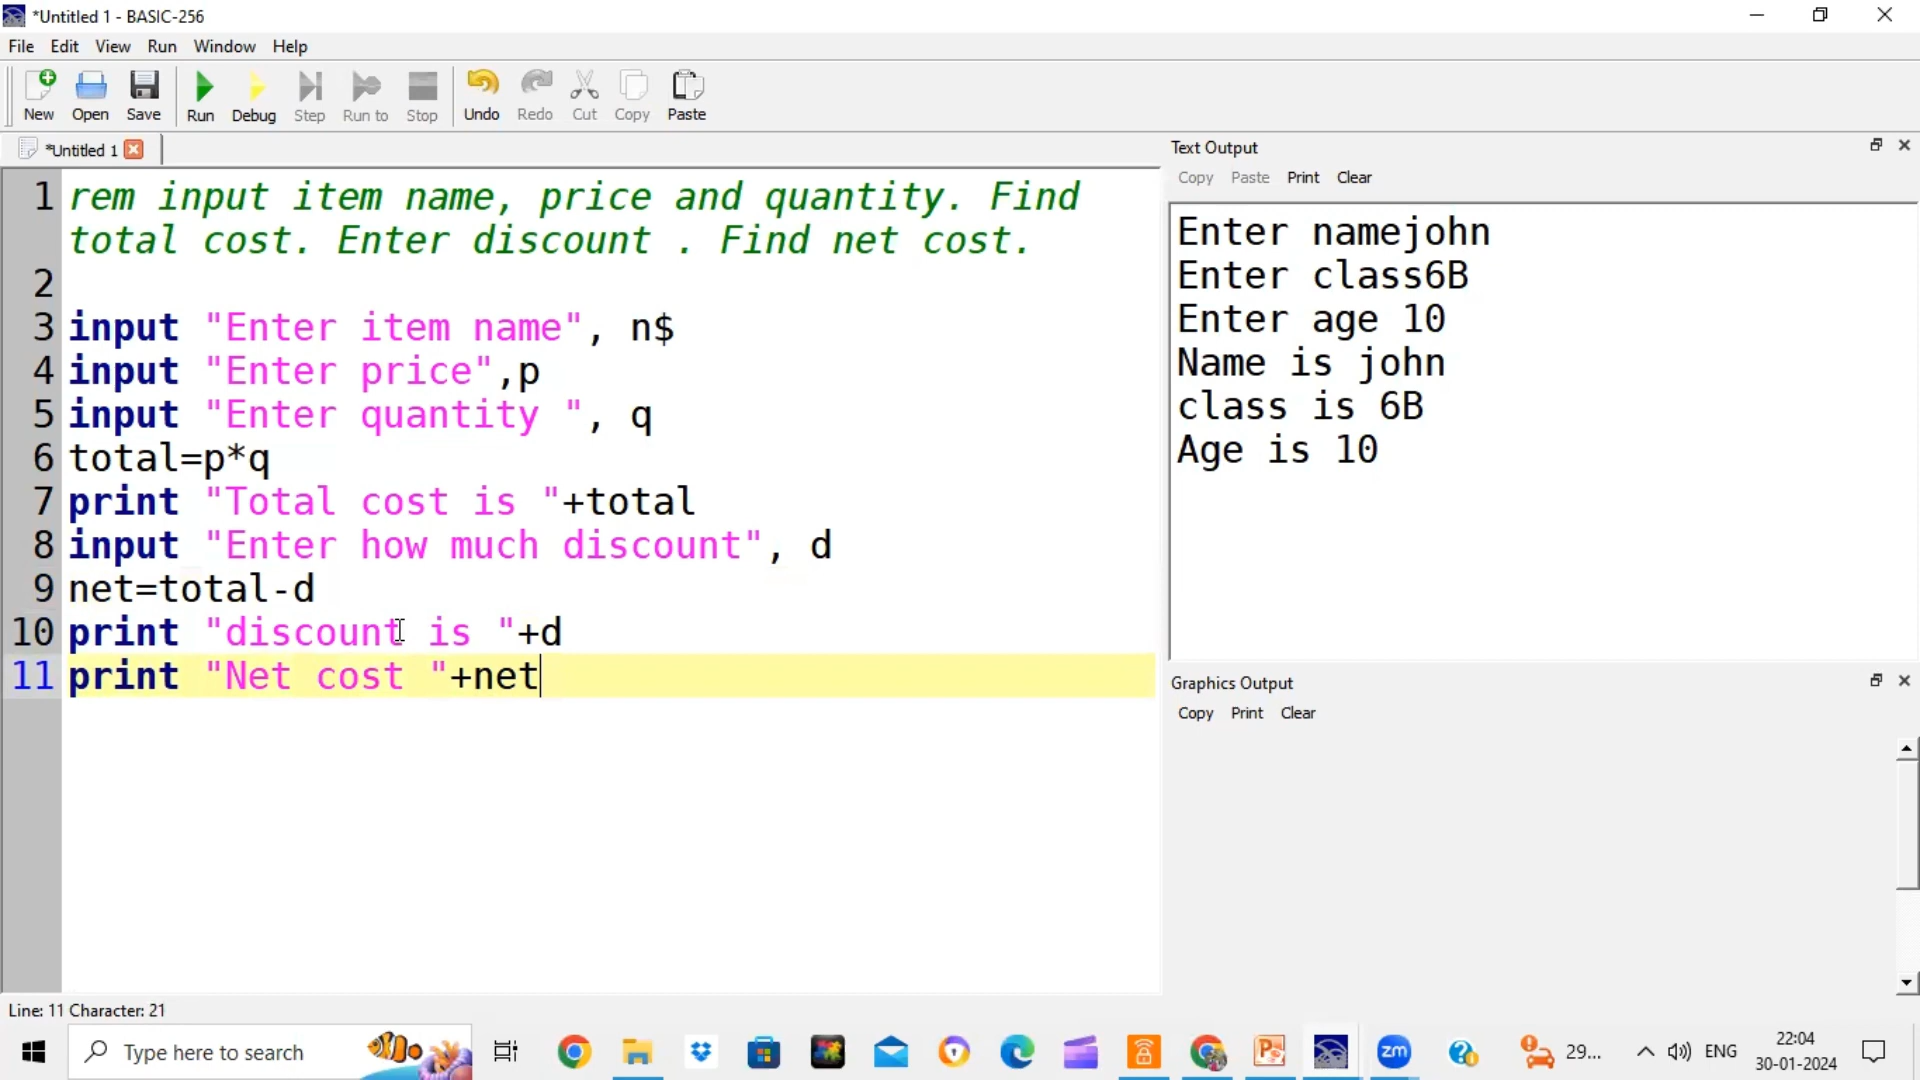 *Untitled 1 - BASIC-256
File Edit View Run Window Help
New Open Save Run Debug Step Run to Stop Undo Redo Cut Copy Paste
*Untitled 1
1 rem input item name, price and quantity. Find
total cost. Enter discount . Find net cost.
2
3 input "Enter item name", n$
4 input "Enter price",p
5 input "Enter quantity ", q
6 total=p*q
7 print "Total cost is "+total
8 input "Enter how much discount", d
9 net=total-d
10 print "discount is "+d
11 print "Net cost "+net
Text Output
Copy Paste Print Clear
Enter namejohn
Enter class6B
Enter age 10
Name is john
class is 6B
Age is 10
Graphics Output
Copy Print Clear
Line: 11 Character: 21
Type here to search
zm
29...
ENG
22:04
30-01-2024